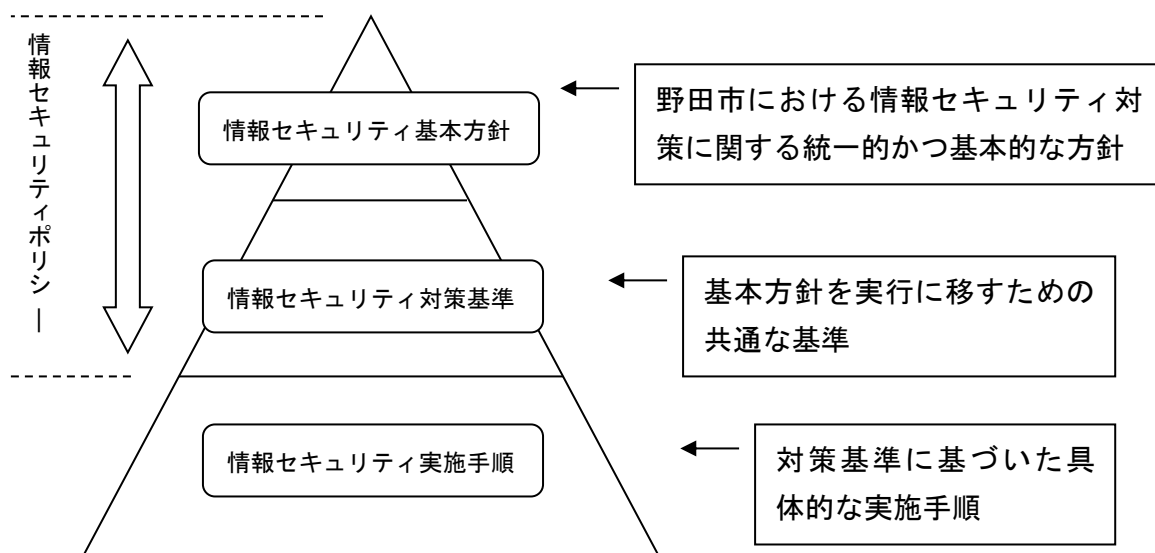 情報セキュリティポリシー
情報セキュリティ基本方針
野田市における情報セキュリティ対
策に関する統一的かつ基本的な方針
情報セキュリティ対策基準
基本方針を実行に移すための
共通な基準
情報セキュリティ実施手順
対策基準に基づいた具
体的な実施手順